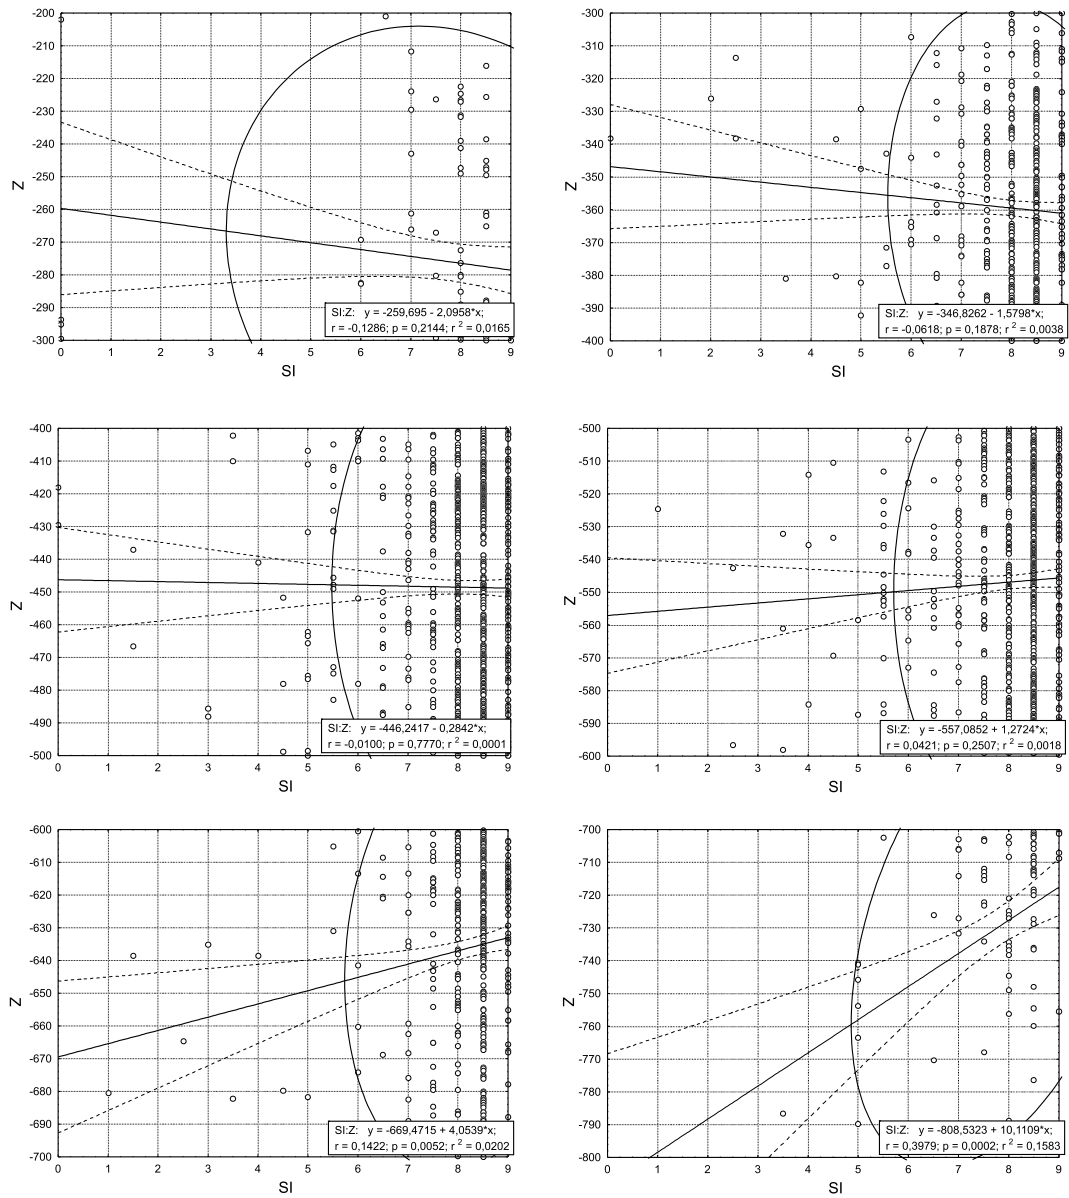 -200
-210
-220
-230
-240
-250
-260
-270
-280
-290
-300
Z
0 1 2 3 4 5 6 7 8 9
SI
SI:Z: y = -259,695 - 2,0958*x;
r = -0,1286; p = 0,2144; r 2 = 0,0165
-300
-310
-320
-330
-340
-350
-360
-370
-380
-390
-400
Z
0 1 2 3 4 5 6 7 8 9
SI
SI:Z: y = -346,8262 - 1,5798*x;
r = -0,0618; p = 0,1878; r 2 = 0,0038
-400
-410
-420
-430
-440
-450
-460
-470
-480
-490
-500
Z
0 1 2 3 4 5 6 7 8 9
SI
SI:Z: y = -446,2417 - 0,2842*x;
r = -0,0100; p = 0,7770; r 2 = 0,0001
-500
-510
-520
-530
-540
-550
-560
-570
-580
-590
-600
Z
0 1 2 3 4 5 6 7 8 9
SI
SI:Z: y = -557,0852 + 1,2724*x;
r = 0,0421; p = 0,2507; r 2 = 0,0018
-600
-610
-620
-630
-640
-650
-660
-670
-680
-690
-700
Z
0 1 2 3 4 5 6 7 8 9
SI
SI:Z: y = -669,4715 + 4,0539*x;
r = 0,1422; p = 0,0052; r 2 = 0,0202
-700
-710
-720
-730
-740
-750
-760
-770
-780
-790
-800
Z
0 1 2 3 4 5 6 7 8 9
SI
SI:Z: y = -808,5323 + 10,1109*x;
r = 0,3979; p = 0,0002; r 2 = 0,1583